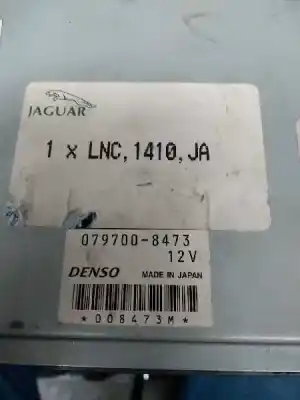 JAGUAR
1 x LNC,1410,JA
079700-8473
12V
DENSO MADE IN JAPAN
*008473M*